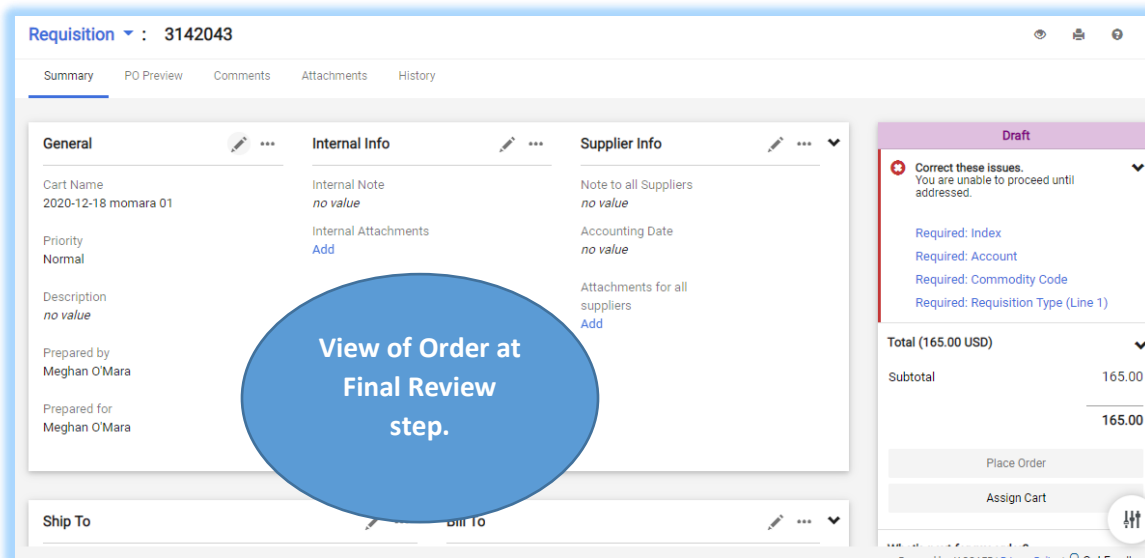 Requisition : 3142043
Summary PO Preview Comments Attachments History
General
Cart Name
2020-12-18 momara 01
Priority
Normal
Description
no value
Prepared by
Meghan O'Mara
Prepared for
Meghan O'Mara
Internal Info
Internal Note
no value
Internal Attachments
Add
Supplier Info
Note to all Suppliers
no value
Accounting Date
no value
Attachments for all
suppliers
Add
View of Order at
Final Review
step.
Ship To
Bill To
Draft
Correct these issues.
You are unable to proceed until
addressed.
Required: Index
Required: Account
Required: Commodity Code
Required: Requisition Type (Line 1)
Total (165.00 USD)
Subtotal 165.00
165.00
Place Order
Assign Cart